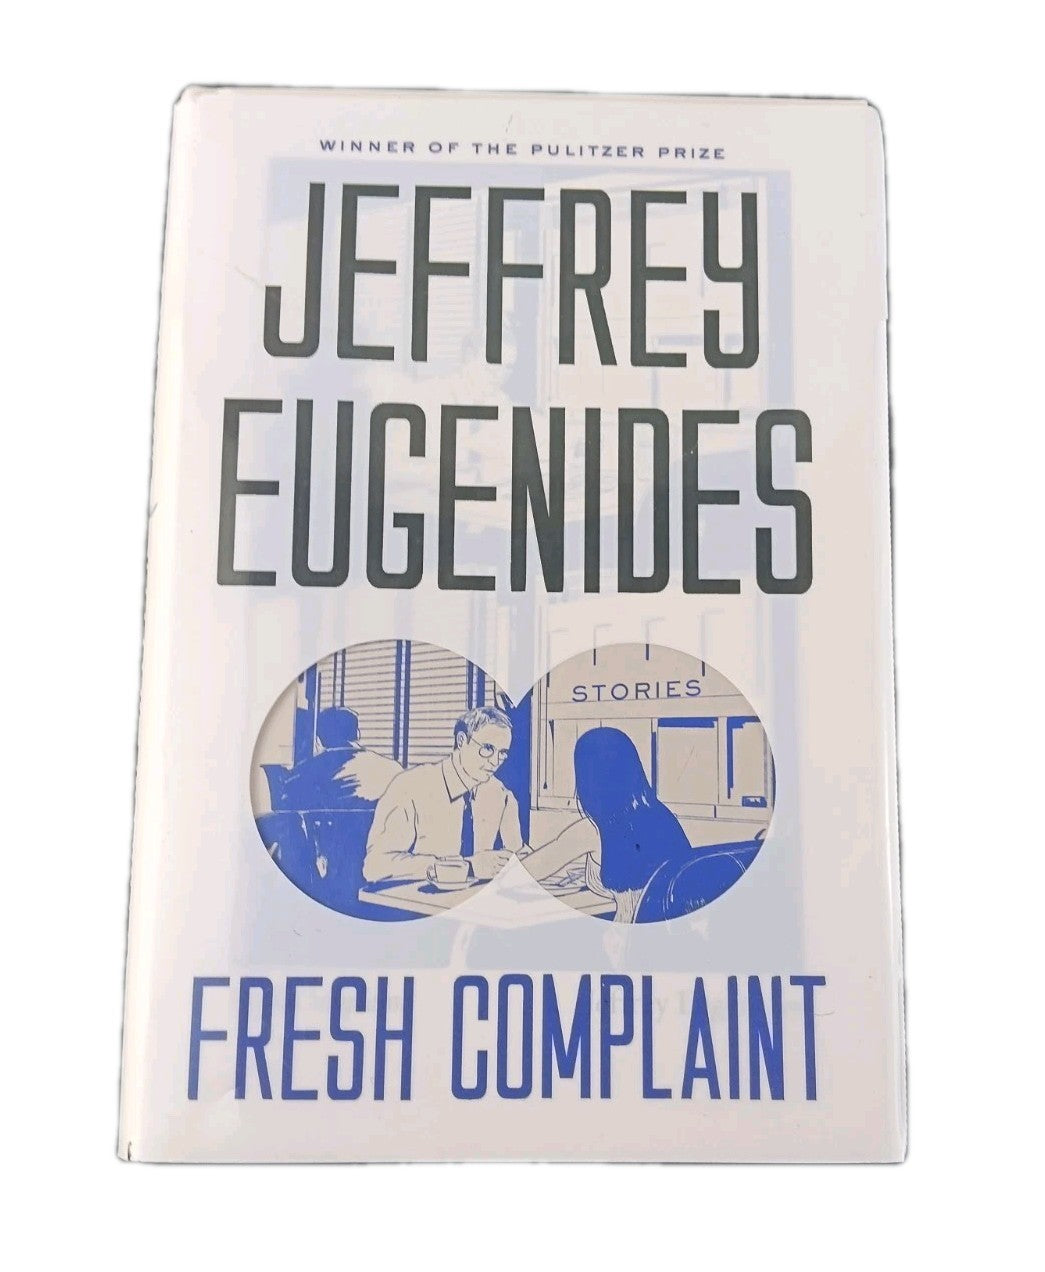 WINNER OF THE PULITZER PRIZE
JEFFREY
EUGENIDES
STORIES
FRESH COMPLAINT